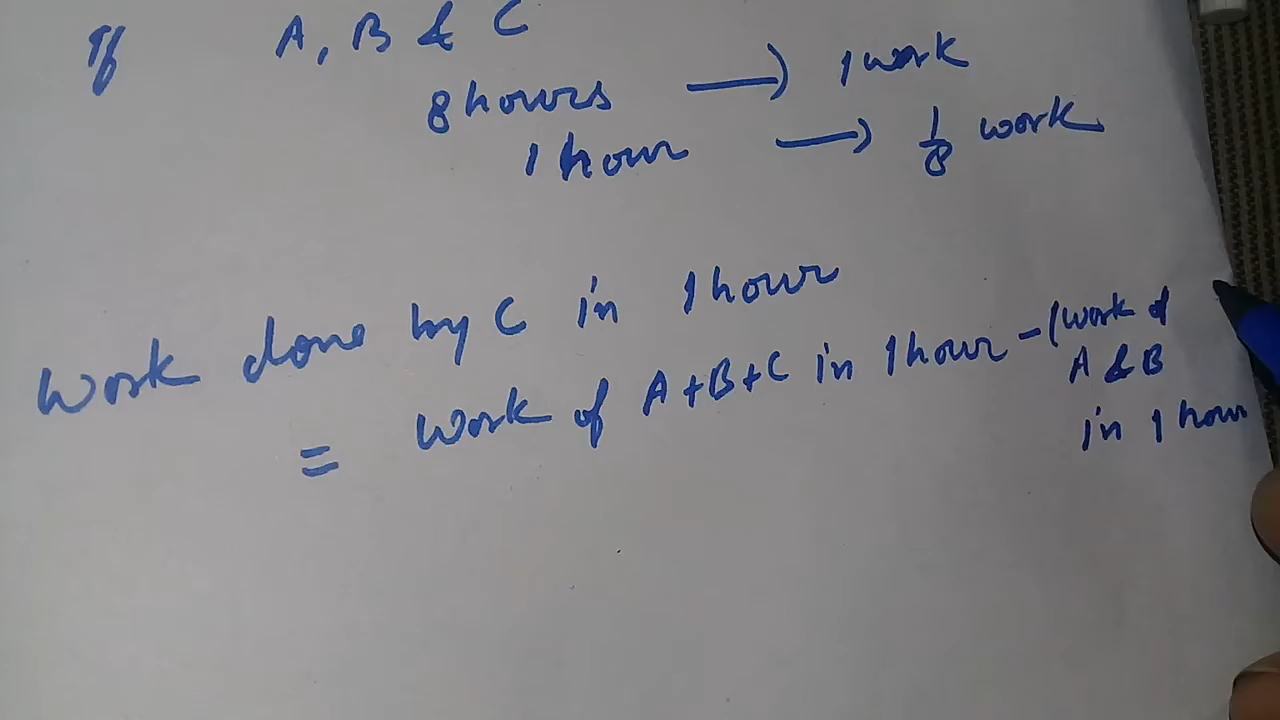 If A, B & C
8 hours → 1 work
1 hour → 1/8 work
Work done by C in 1 hour
= Work of A+B+C in 1 hour - (work of
A & B
in 1 hour